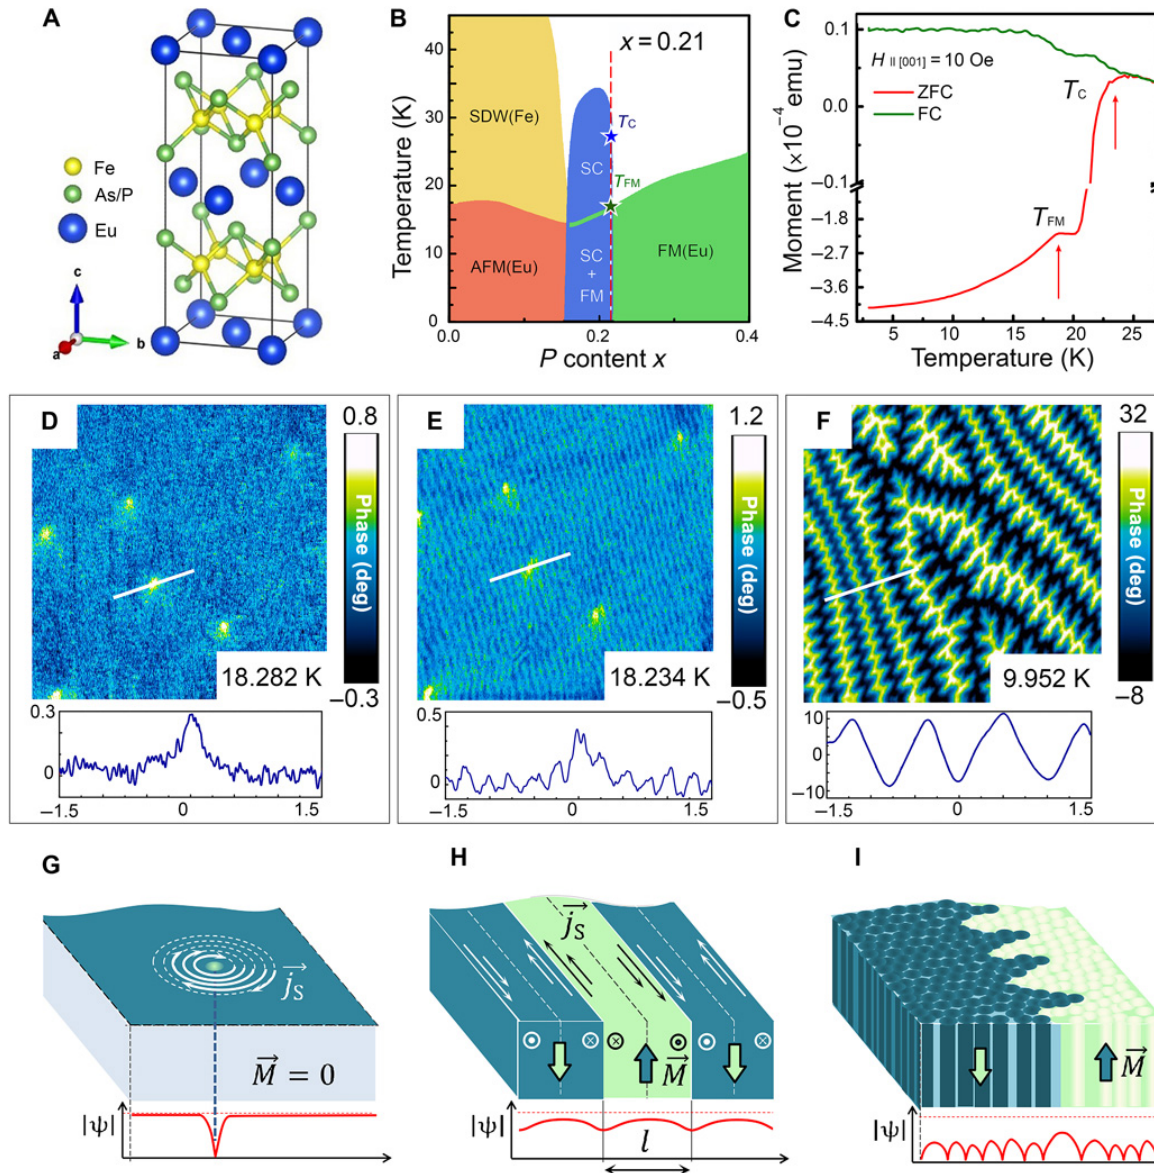 A
Fe
As/P
Eu
c
a
b
B
x = 0.21
Temperature (K)
40
30
20
10
0
SDW(Fe)
AFM(Eu)
SC
SC
+
FM
FM(Eu)
T_C
T_FM
0.0
0.2
0.4
P content x
C
H || [001] = 10 Oe
ZFC
FC
T_C
T_FM
Moment (×10⁻⁴ emu)
0.1
0.0
−0.1
−1.8
−2.7
−3.6
−4.5
5
10
15
20
25
Temperature (K)
D
0.8
Phase (deg)
−0.3
18.282 K
0.3
0
−1.5
0
1.5
E
1.2
Phase (deg)
−0.5
18.234 K
0.5
0
−1.5
0
1.5
F
32
Phase (deg)
−8
9.952 K
10
0
−10
−1.5
0
1.5
G
j⃗_S
M⃗ = 0
|ψ|
H
j⃗_S
M⃗
|ψ|
l
I
M⃗
|ψ|